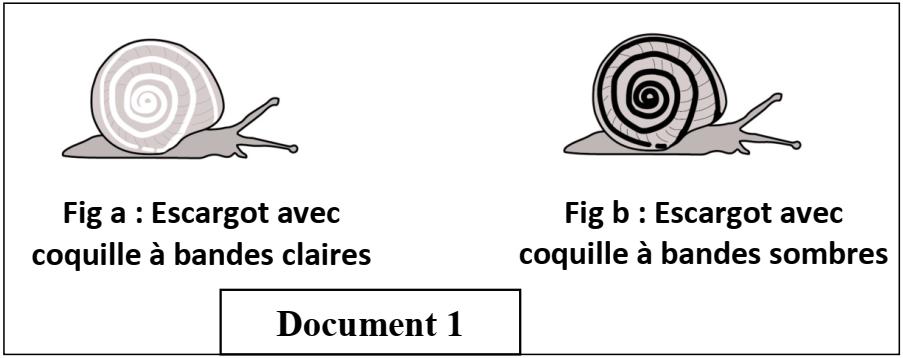 Fig a : Escargot avec
coquille à bandes claires
Fig b : Escargot avec
coquille à bandes sombres
Document 1